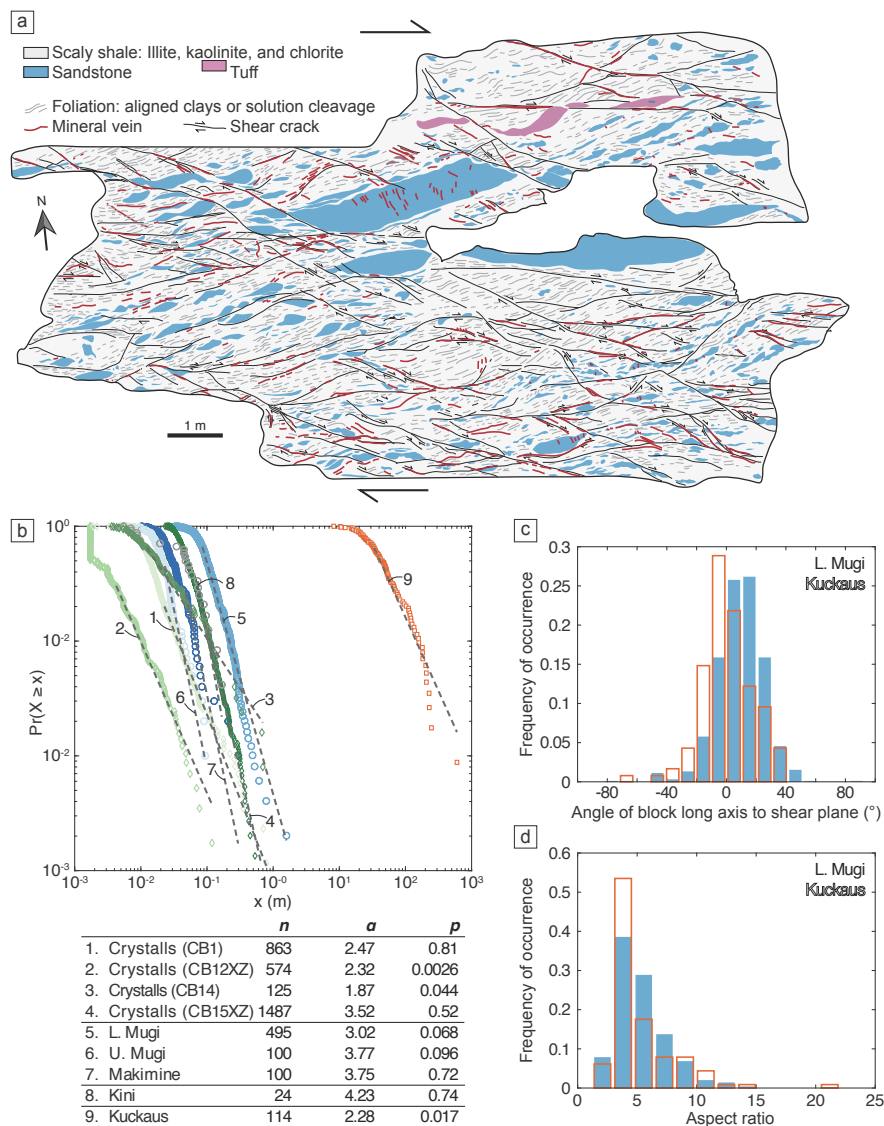 a
Scaly shale: Illite, kaolinite, and chlorite
Sandstone Tuff
Foliation: aligned clays or solution cleavage
Mineral vein Shear crack
N
1 m
b
Pr(X ≥ x)
10⁰
10⁻²
10⁻²
10⁻³
10⁻³ 10⁻² 10⁻¹ 10⁻⁰ 10¹ 10² 10³
x (m)
1
2
3
4
5
6
7
8
9
n a p
1. Crystalls (CB1) 863 2.47 0.81
2. Crystalls (CB12XZ) 574 2.32 0.0026
3. Crystalls (CB14) 125 1.87 0.044
4. Crystalls (CB15XZ) 1487 3.52 0.52
5. L. Mugi 495 3.02 0.068
6. U. Mugi 100 3.77 0.096
7. Makimine 100 3.75 0.72
8. Kini 24 4.23 0.74
9. Kuckaus 114 2.28 0.017
c
L. Mugi
Kuckaus
Frequency of occurrence
0.3
0.25
0.2
0.15
0.1
0.05
0
-80 -40 0 40 80
Angle of block long axis to shear plane (°)
d
L. Mugi
Kuckaus
Frequency of occurrence
0.6
0.5
0.4
0.3
0.2
0.1
0
0 5 10 15 20 25
Aspect ratio